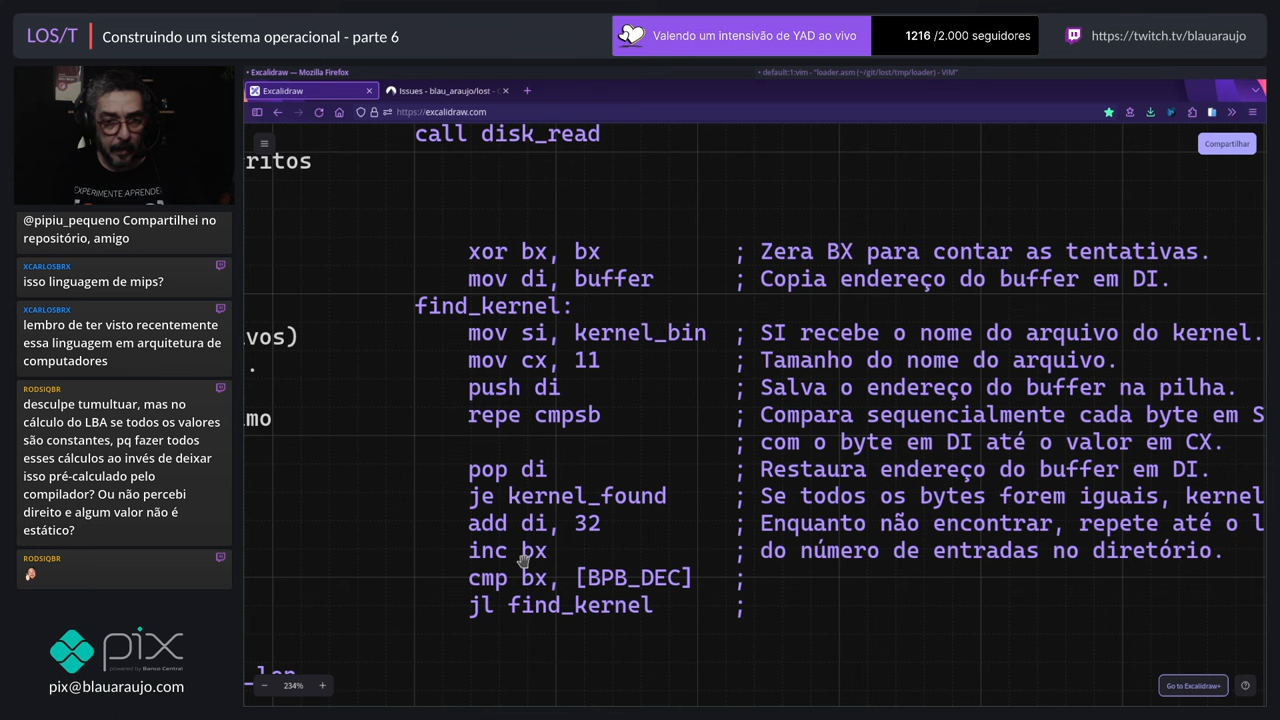 LOS/T
Construindo um sistema operacional - parte 6
Valendo um intensivão de YAD ao vivo
1216 /2.000 seguidores
https://twitch.tv/blauaraujo
• Excalidraw — Mozilla Firefox
• default:1:vim - "loader.asm (~/git/lost/tmp/loader) - VIM"
Excalidraw
Issues - blau_araujo/lost -
https://excalidraw.com
EXPERIMENTE APRENDE
@pipiu_pequeno Compartilhei no
repositório, amigo
XCARLOSBRX
isso linguagem de mips?
XCARLOSBRX
lembro de ter visto recentemente
essa linguagem em arquitetura de
computadores
RODSIQBR
desculpe tumultuar, mas no
cálculo do LBA se todos os valores
são constantes, pq fazer todos
esses cálculos ao invés de deixar
isso pré-calculado pelo
compilador? Ou não percebi
direito e algum valor não é
estático?
RODSIQBR
pix
powered by Banco Central
pix@blauaraujo.com
Compartilhar
call disk_read
ritos
xor bx, bx ; Zera BX para contar as tentativas.
mov di, buffer ; Copia endereço do buffer em DI.
find_kernel:
mov si, kernel_bin ; SI recebe o nome do arquivo do kernel.
vos)
mov cx, 11 ; Tamanho do nome do arquivo.
.
push di ; Salva o endereço do buffer na pilha.
repe cmpsb ; Compara sequencialmente cada byte em S
mo
; com o byte em DI até o valor em CX.
pop di ; Restaura endereço do buffer em DI.
je kernel_found ; Se todos os bytes forem iguais, kernel
add di, 32 ; Enquanto não encontrar, repete até o l
inc bx ; do número de entradas no diretório.
cmp bx, [BPB_DEC] ;
jl find_kernel ;
234%
Go to Excalidraw+